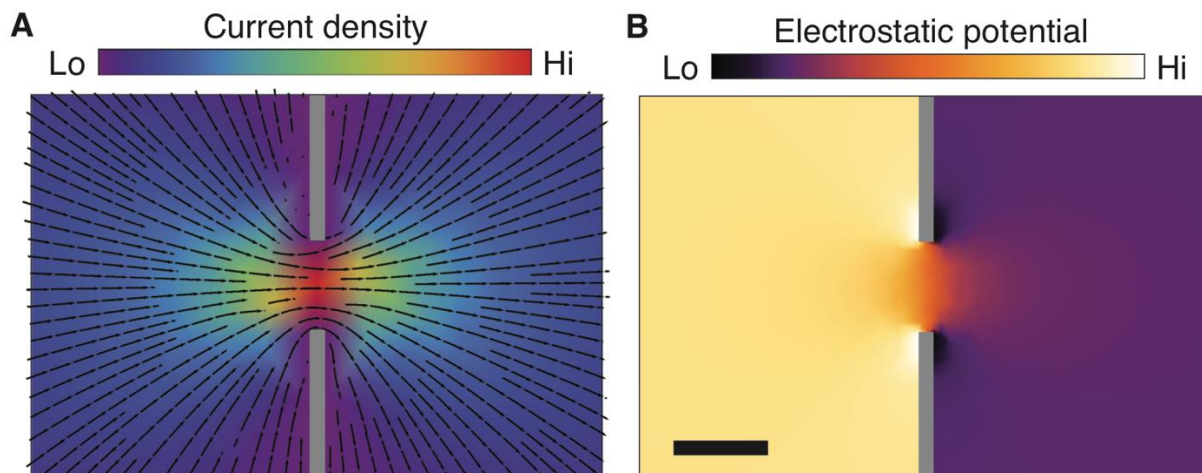 A
Current density
Lo
Hi
B
Electrostatic potential
Lo
Hi